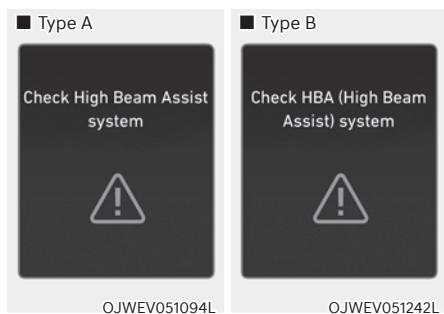 ■ Type A
Check High Beam Assist
system
OJWEV051094L
■ Type B
Check HBA (High Beam
Assist) system
OJWEV051242L